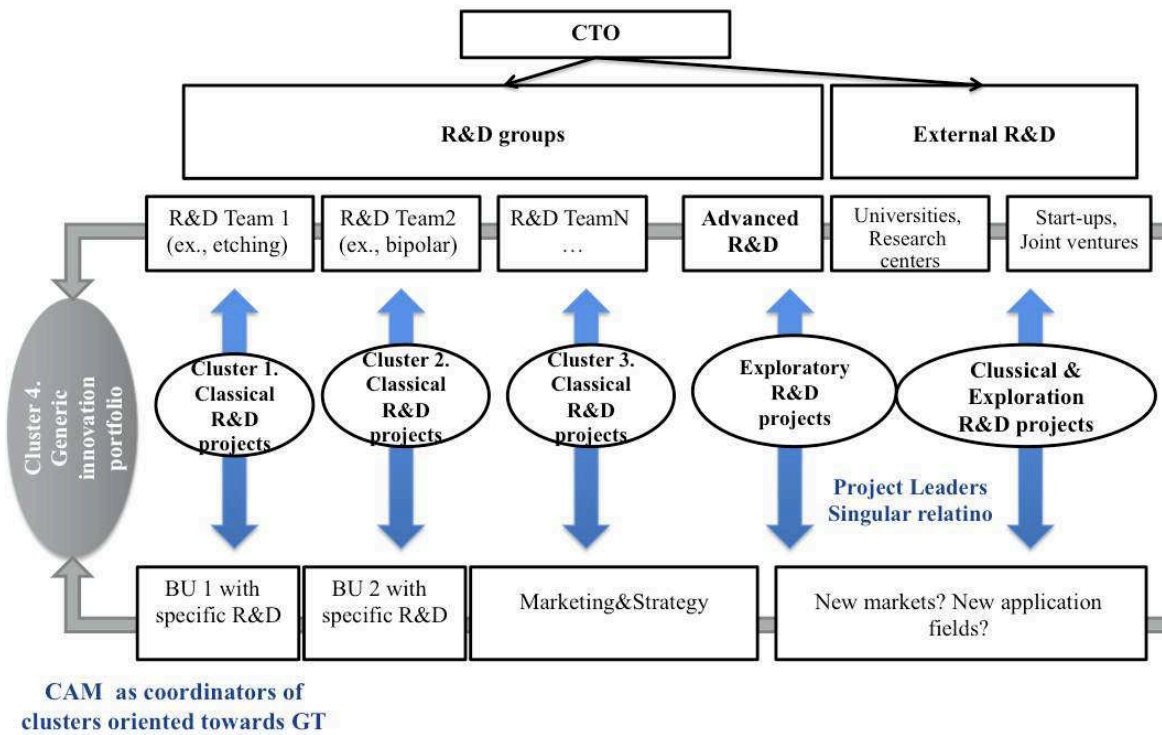 CTO
R&D groups
External R&D
R&D Team 1
(ex., etching)
R&D Team2
(ex., bipolar)
R&D TeamN
…
Advanced
R&D
Universities,
Research
centers
Start-ups,
Joint ventures
Cluster 4.
Generic
innovation
portfolio
Cluster 1.
Classical
R&D
projects
Cluster 2.
Classical
R&D
projects
Cluster 3.
Classical
R&D
projects
Exploratory
R&D
projects
Clussical &
Exploration
R&D projects
Project Leaders
Singular relatino
BU 1 with
specific R&D
BU 2 with
specific R&D
Marketing&Strategy
New markets? New application
fields?
CAM as coordinators of
clusters oriented towards GT